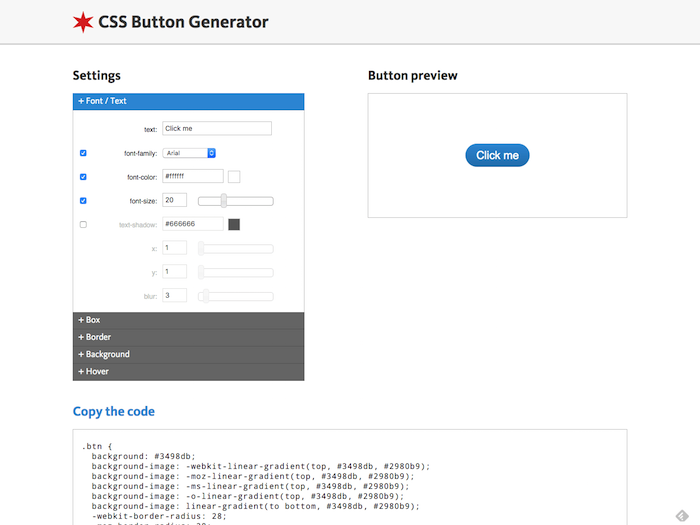 CSS Button Generator
Settings
+ Font / Text
text: Click me
font-family: Arial
font-color: #ffffff
font-size: 20
text-shadow: #666666
x: 1
y: 1
blur: 3
+ Box
+ Border
+ Background
+ Hover
Button preview
Click me
Copy the code
.btn {
  background: #3498db;
  background-image: -webkit-linear-gradient(top, #3498db, #2980b9);
  background-image: -moz-linear-gradient(top, #3498db, #2980b9);
  background-image: -ms-linear-gradient(top, #3498db, #2980b9);
  background-image: -o-linear-gradient(top, #3498db, #2980b9);
  background-image: linear-gradient(to bottom, #3498db, #2980b9);
  -webkit-border-radius: 28;